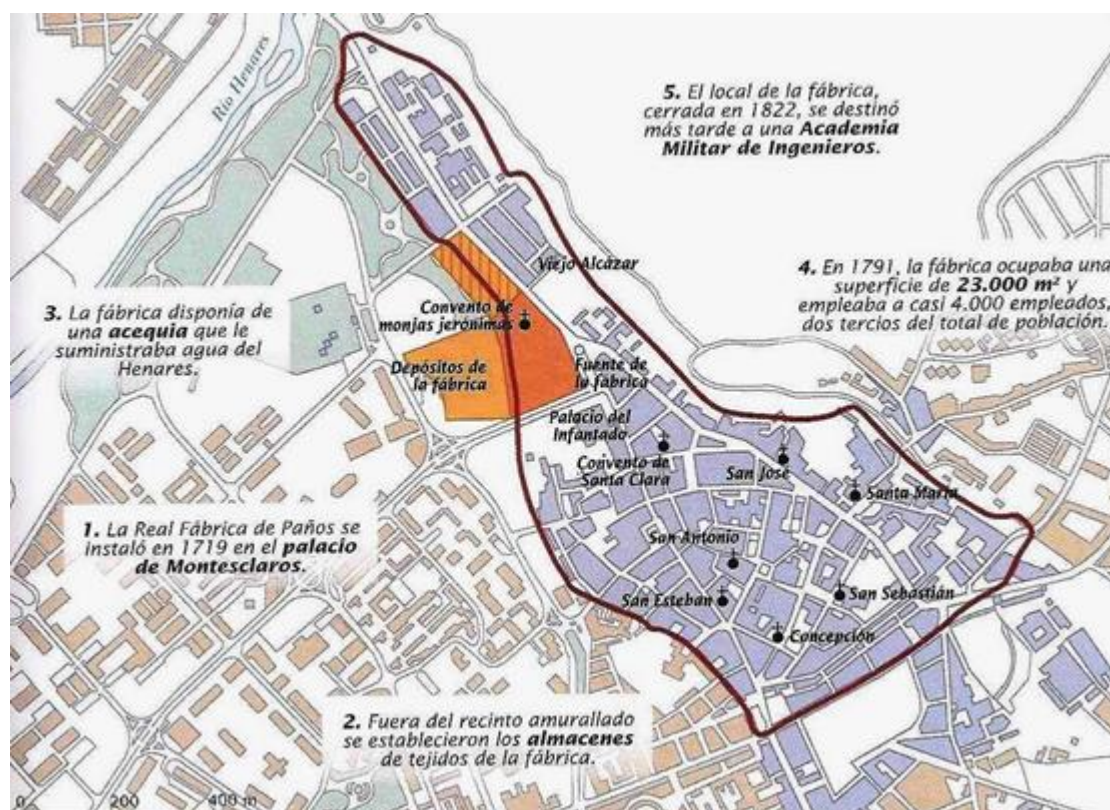 Río Henares
5. El local de la fábrica,
cerrada en 1822, se destinó
más tarde a una Academia
Militar de Ingenieros.
Viejo Alcázar
4. En 1791, la fábrica ocupaba una
superficie de 23.000 m² y
empleaba a casi 4.000 empleados,
dos tercios del total de población.
3. La fábrica disponía de
una acequia que le
suministraba agua del
Henares.
Convento de
monjas jerónimas
Depósitos de
la fábrica
Fuente de
la fábrica
Palacio del
Infantado
Convento de
Santa Clara
San José
Santa María
1. La Real Fábrica de Paños se
instaló en 1719 en el palacio
de Montesclaros.
San Antonio
San Esteban
San Sebastián
Concepción
2. Fuera del recinto amurallado
se establecieron los almacenes
de tejidos de la fábrica.
0 200 400 m